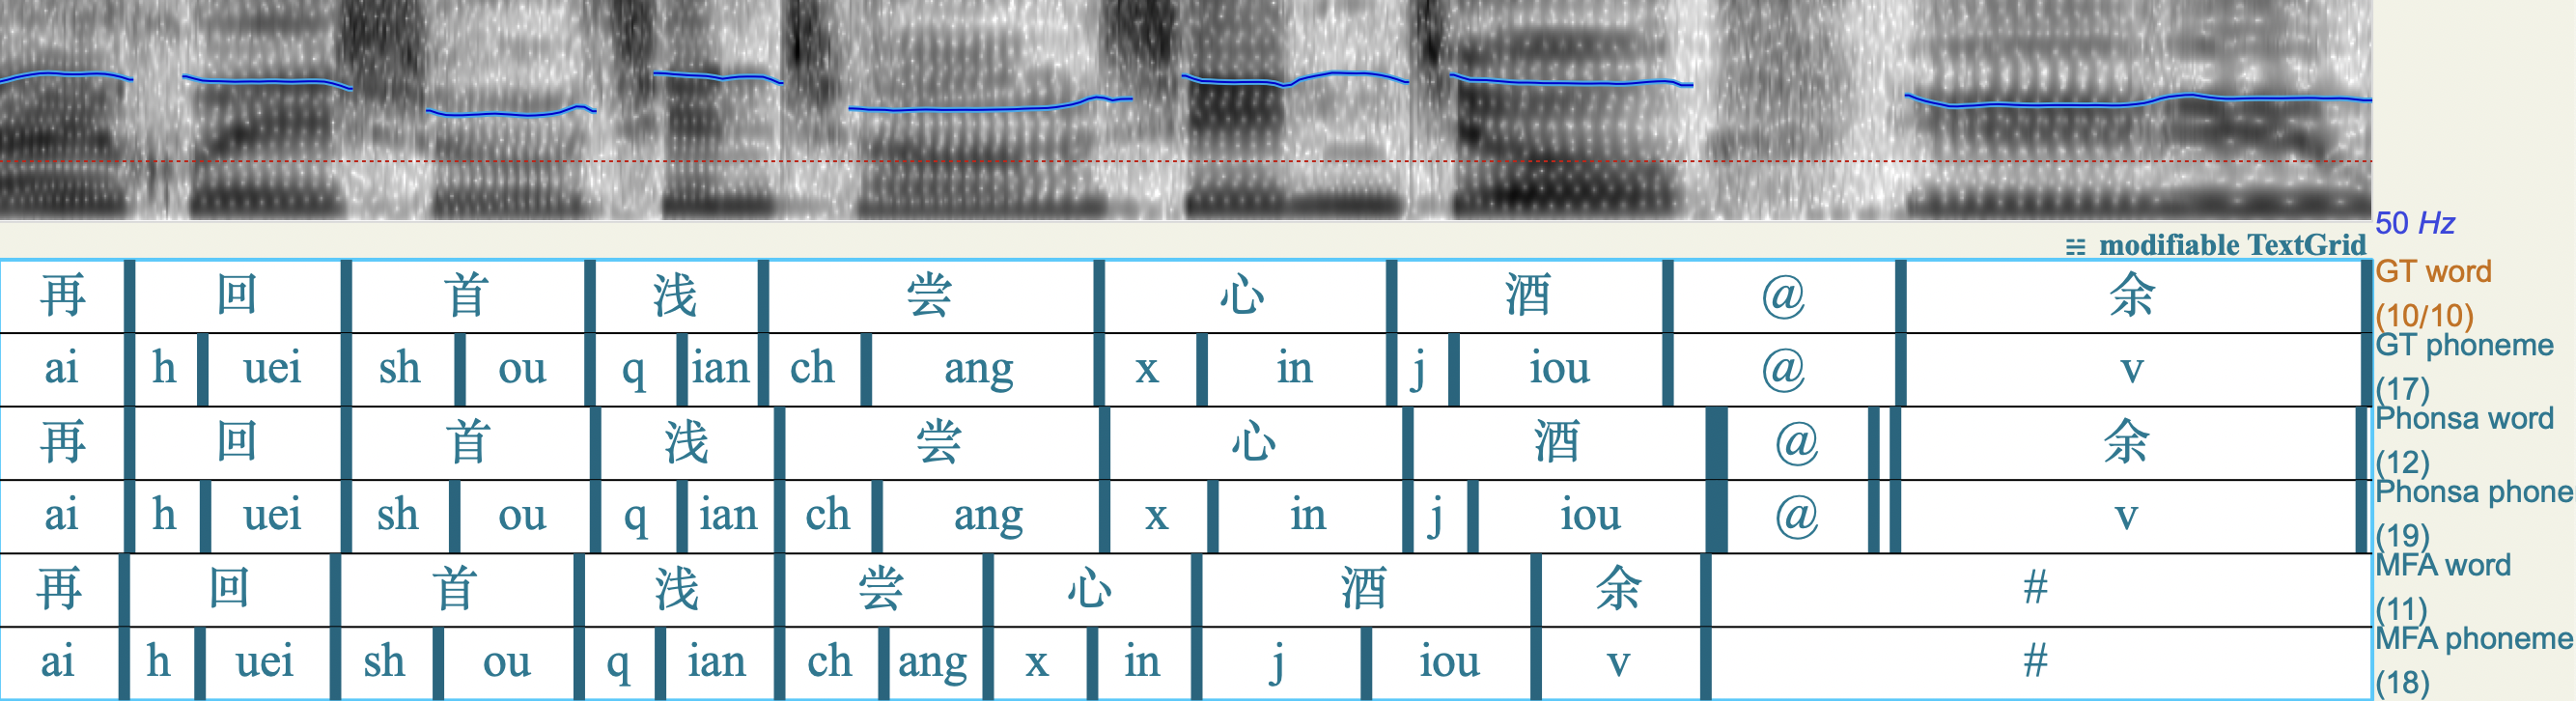 50 Hz
☵ modifiable TextGrid
再 回 首 浅 尝 心 酒 @ 余 GT word (10/10)
ai h uei sh ou q ian ch ang x in j iou @ v GT phoneme (17)
再 回 首 浅 尝 心 酒 @ 余 Phonsa word (12)
ai h uei sh ou q ian ch ang x in j iou @ v Phonsa phone (19)
再 回 首 浅 尝 心 酒 余 # MFA word (11)
ai h uei sh ou q ian ch ang x in j iou v # MFA phoneme (18)